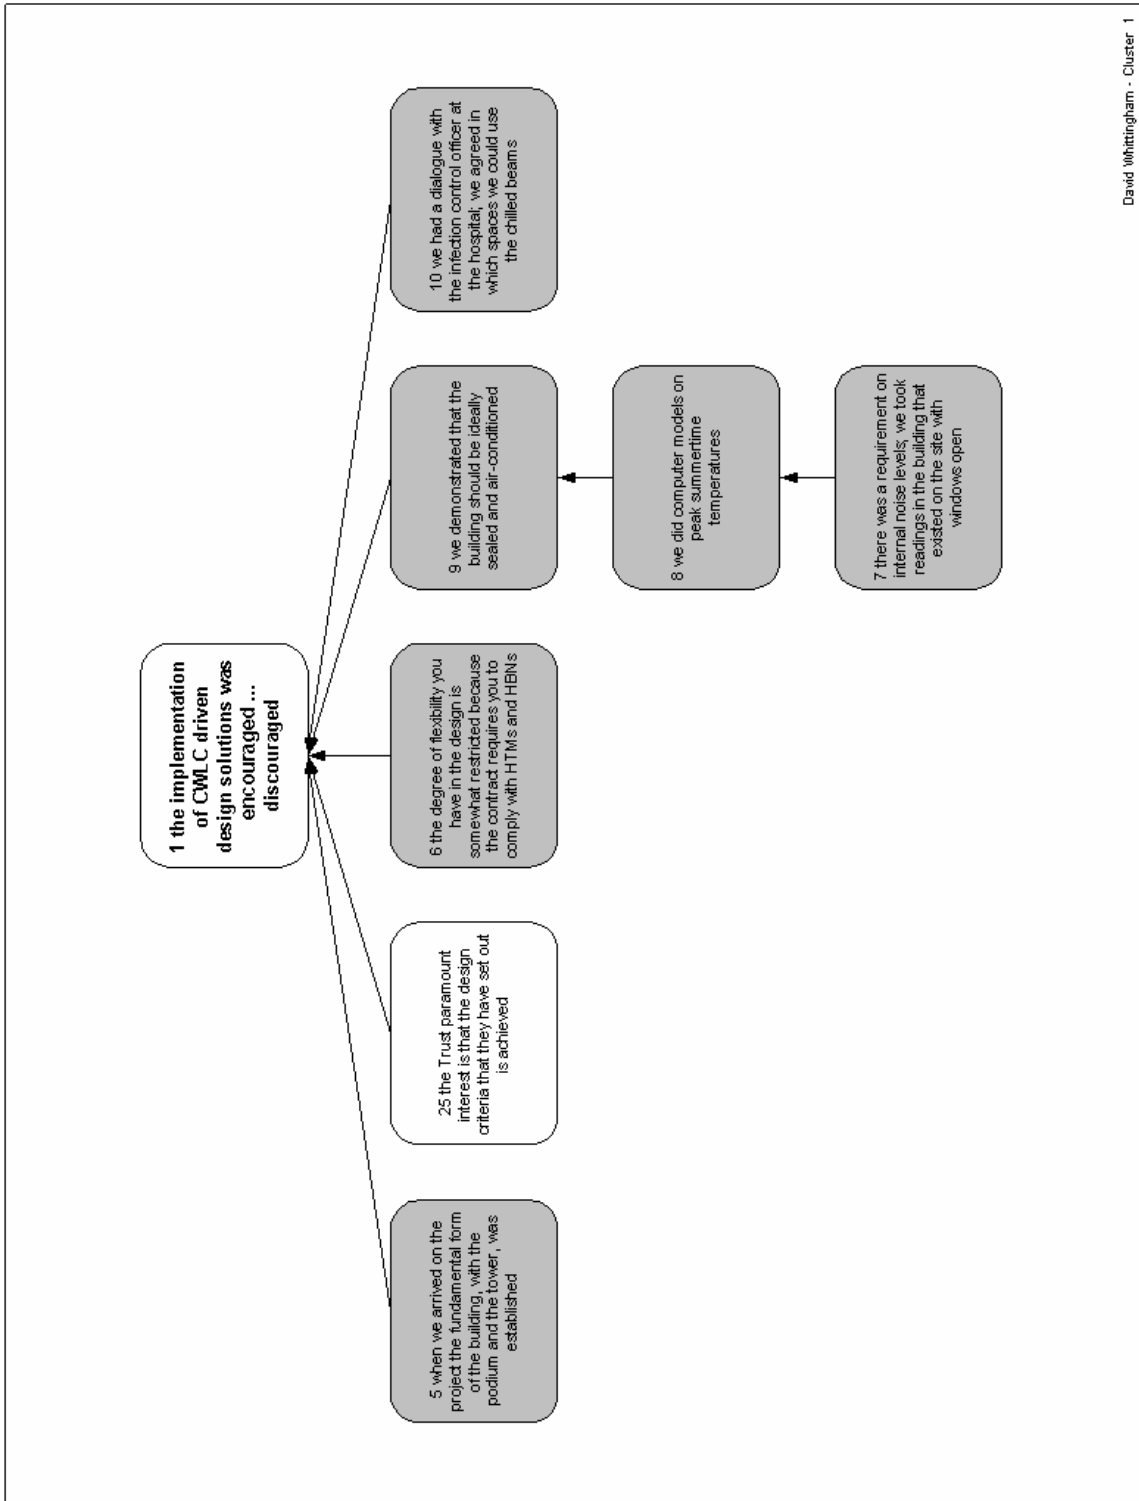 1 the implementation
of CWLC driven
design solutions was
encouraged ...
discouraged
5 when we arrived on the
project the fundamental form
of the building, with the
podium and the tower, was
established
25 the Trust paramount
interest is that the design
criteria that they have set out
is achieved
6 the degree of flexibility you
have in the design is
somewhat restricted because
the contract requires you to
comply with HTMs and HBNs
9 we demonstrated that the
building should be ideally
sealed and air-conditioned
10 we had a dialogue with
the infection control officer at
the hospital; we agreed in
which spaces we could use
the chilled beams
8 we did computer models on
peak summertime
temperatures
7 there was a requirement on
internal noise levels; we took
readings in the building that
existed on the site with
windows open
David Whittingham - Cluster 1